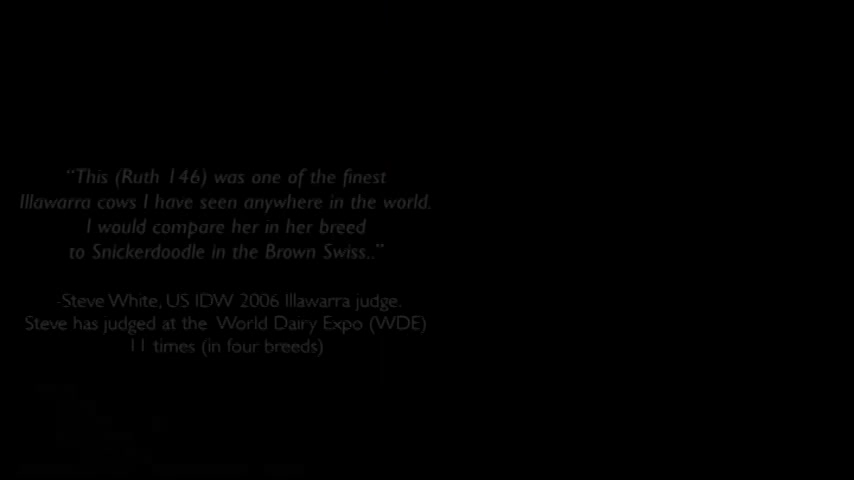 “This (Ruth 146) was one of the finest
Illawarra cows I have seen anywhere in the world.
I would compare her in her breed
to Snickerdoodle in the Brown Swiss..”
-Steve White, US IDW 2006 Illawarra judge.
Steve has judged at the World Dairy Expo (WDE)
11 times (in four breeds)